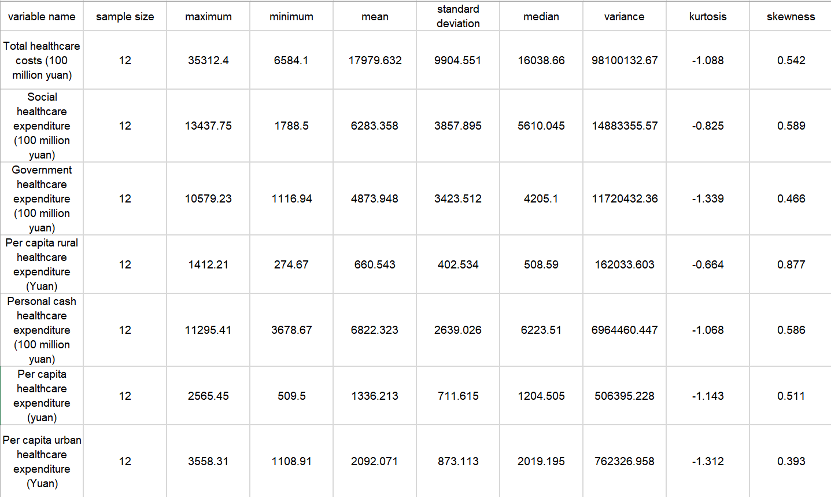 variable name sample size maximum minimum mean standard deviation median variance kurtosis skewness
Total healthcare costs (100 million yuan) 12 35312.4 6584.1 17979.632 9904.551 16038.66 98100132.67 -1.088 0.542
Social healthcare expenditure (100 million yuan) 12 13437.75 1788.5 6283.358 3857.895 5610.045 14883355.57 -0.825 0.589
Government healthcare expenditure (100 million yuan) 12 10579.23 1116.94 4873.948 3423.512 4205.1 11720432.36 -1.339 0.466
Per capita rural healthcare expenditure (Yuan) 12 1412.21 274.67 660.543 402.534 508.59 162033.603 -0.664 0.877
Personal cash healthcare expenditure (100 million yuan) 12 11295.41 3678.67 6822.323 2639.026 6223.51 6964460.447 -1.068 0.586
Per capita healthcare expenditure (yuan) 12 2565.45 509.5 1336.213 711.615 1204.505 506395.228 -1.143 0.511
Per capita urban healthcare expenditure (Yuan) 12 3558.31 1108.91 2092.071 873.113 2019.195 762326.958 -1.312 0.393